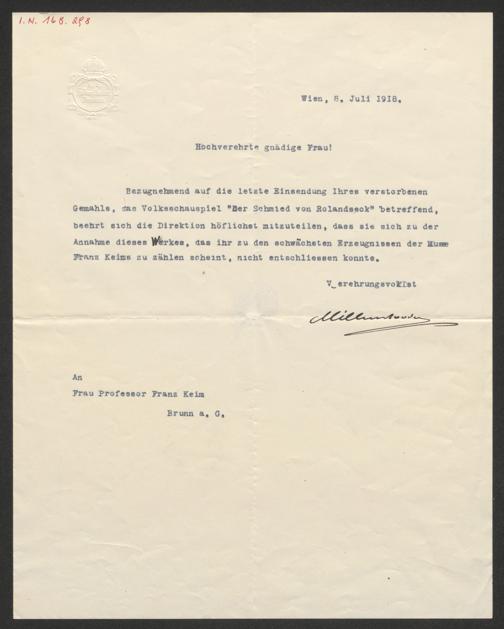 I.N. 168.298
Wien, 8. Juli 1918.
Hochverehrte gnädige Frau!
Bezugnehmend auf die letzte Einsendung Ihres verstorbenen
Gemahls, das Volksschauspiel "Der Schmied von Rolandseck" betreffend,
beehrt sich die Direktion höflichst mitzuteilen, dass sie sich zu der
Annahme dieses Werkes, das ihr zu den schwächsten Erzeugnissen der Muse
Franz Keims zu zählen scheint, nicht entschliessen konnte.
Verehrungsvollst
Millenkovich
An
Frau Professor Franz Keim
Brunn a. G.